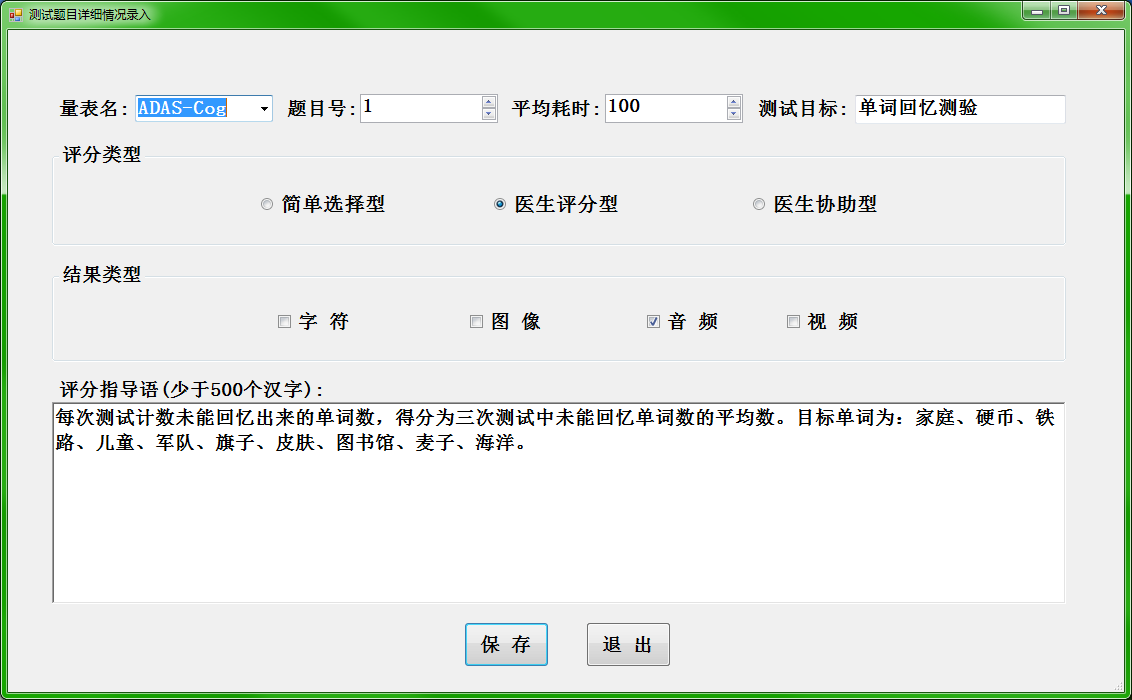 测试题目详细情况录入
量表名: ADAS-Cog 题目号: 1 平均耗时: 100 测试目标: 单词回忆测验
评分类型
简单选择型 医生评分型 医生协助型
结果类型
字 符 图 像 音 频 视 频
评分指导语(少于500个汉字):
每次测试计数未能回忆出来的单词数，得分为三次测试中未能回忆单词数的平均数。目标单词为：家庭、硬币、铁
路、儿童、军队、旗子、皮肤、图书馆、麦子、海洋。
保 存 退 出